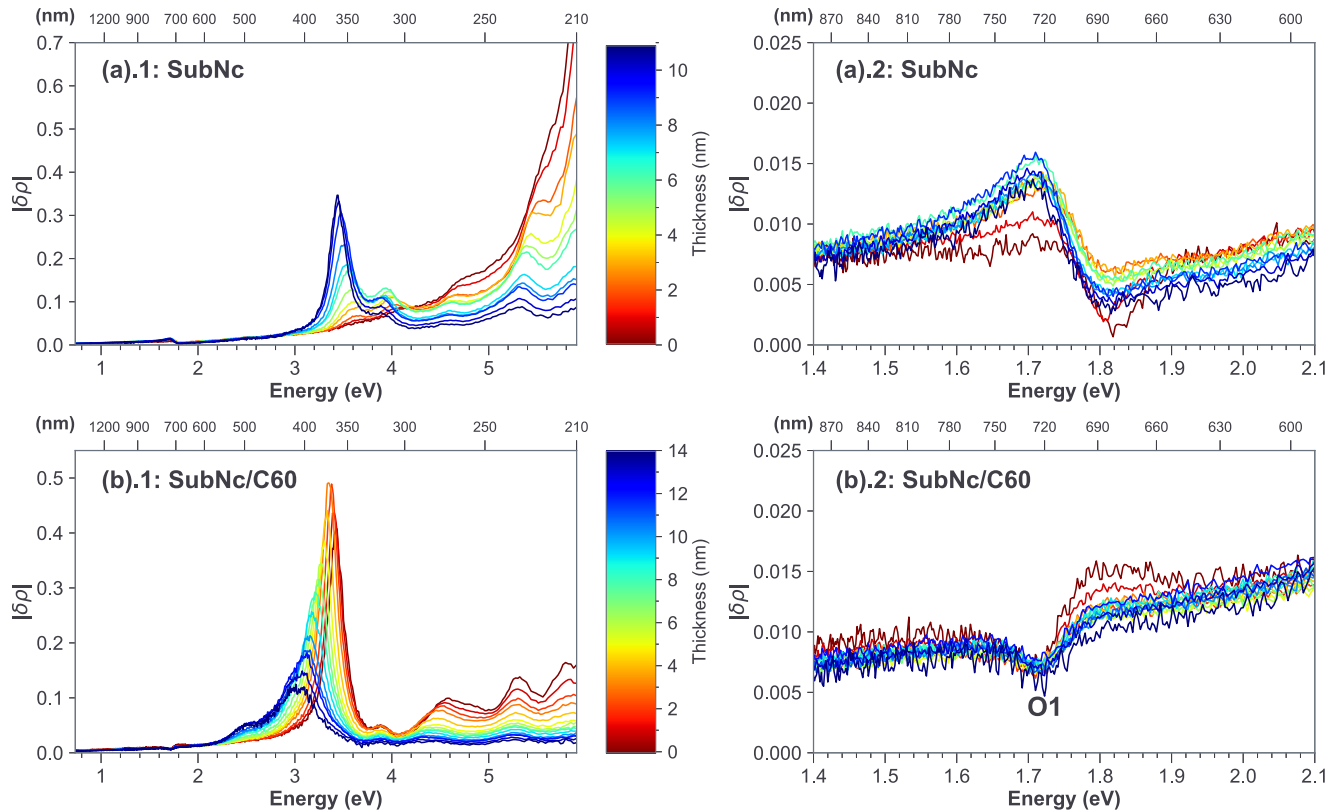 (nm) 1200 900 700 600 500 400 350 300 250 210
0.7 0.6 0.5 0.4 0.3 0.2 0.1 0.0
|δρ|
(a).1: SubNc
1 2 3 4 5
Energy (eV)
10 8 6 4 2 0
Thickness (nm)
(nm) 870 840 810 780 750 720 690 660 630 600
0.025 0.020 0.015 0.010 0.005 0.000
|δρ|
(a).2: SubNc
1.4 1.5 1.6 1.7 1.8 1.9 2.0 2.1
Energy (eV)
(nm) 1200 900 700 600 500 400 350 300 250 210
0.5 0.4 0.3 0.2 0.1 0.0
|δρ|
(b).1: SubNc/C60
1 2 3 4 5
Energy (eV)
14 12 10 8 6 4 2 0
Thickness (nm)
(nm) 870 840 810 780 750 720 690 660 630 600
0.025 0.020 0.015 0.010 0.005 0.000
|δρ|
(b).2: SubNc/C60
O1
1.4 1.5 1.6 1.7 1.8 1.9 2.0 2.1
Energy (eV)